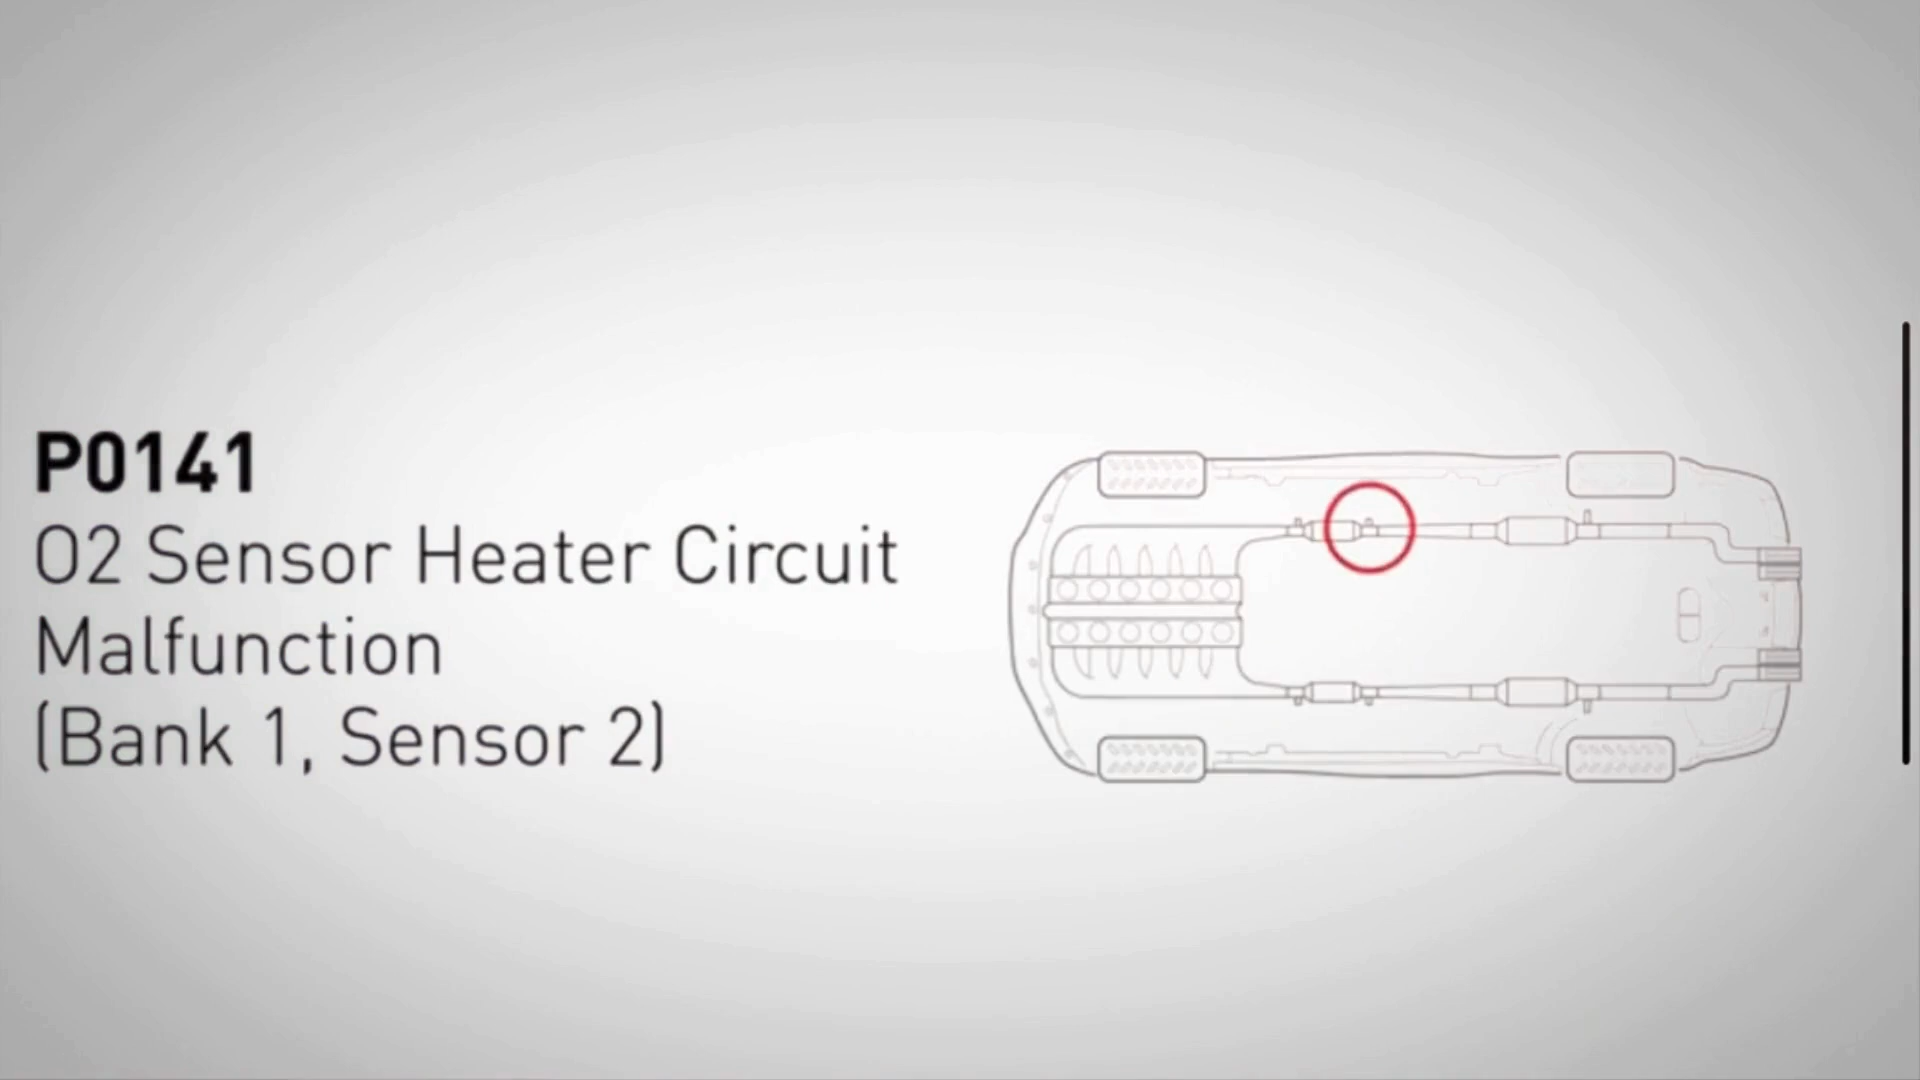 P0141
O2 Sensor Heater Circuit
Malfunction
(Bank 1, Sensor 2)